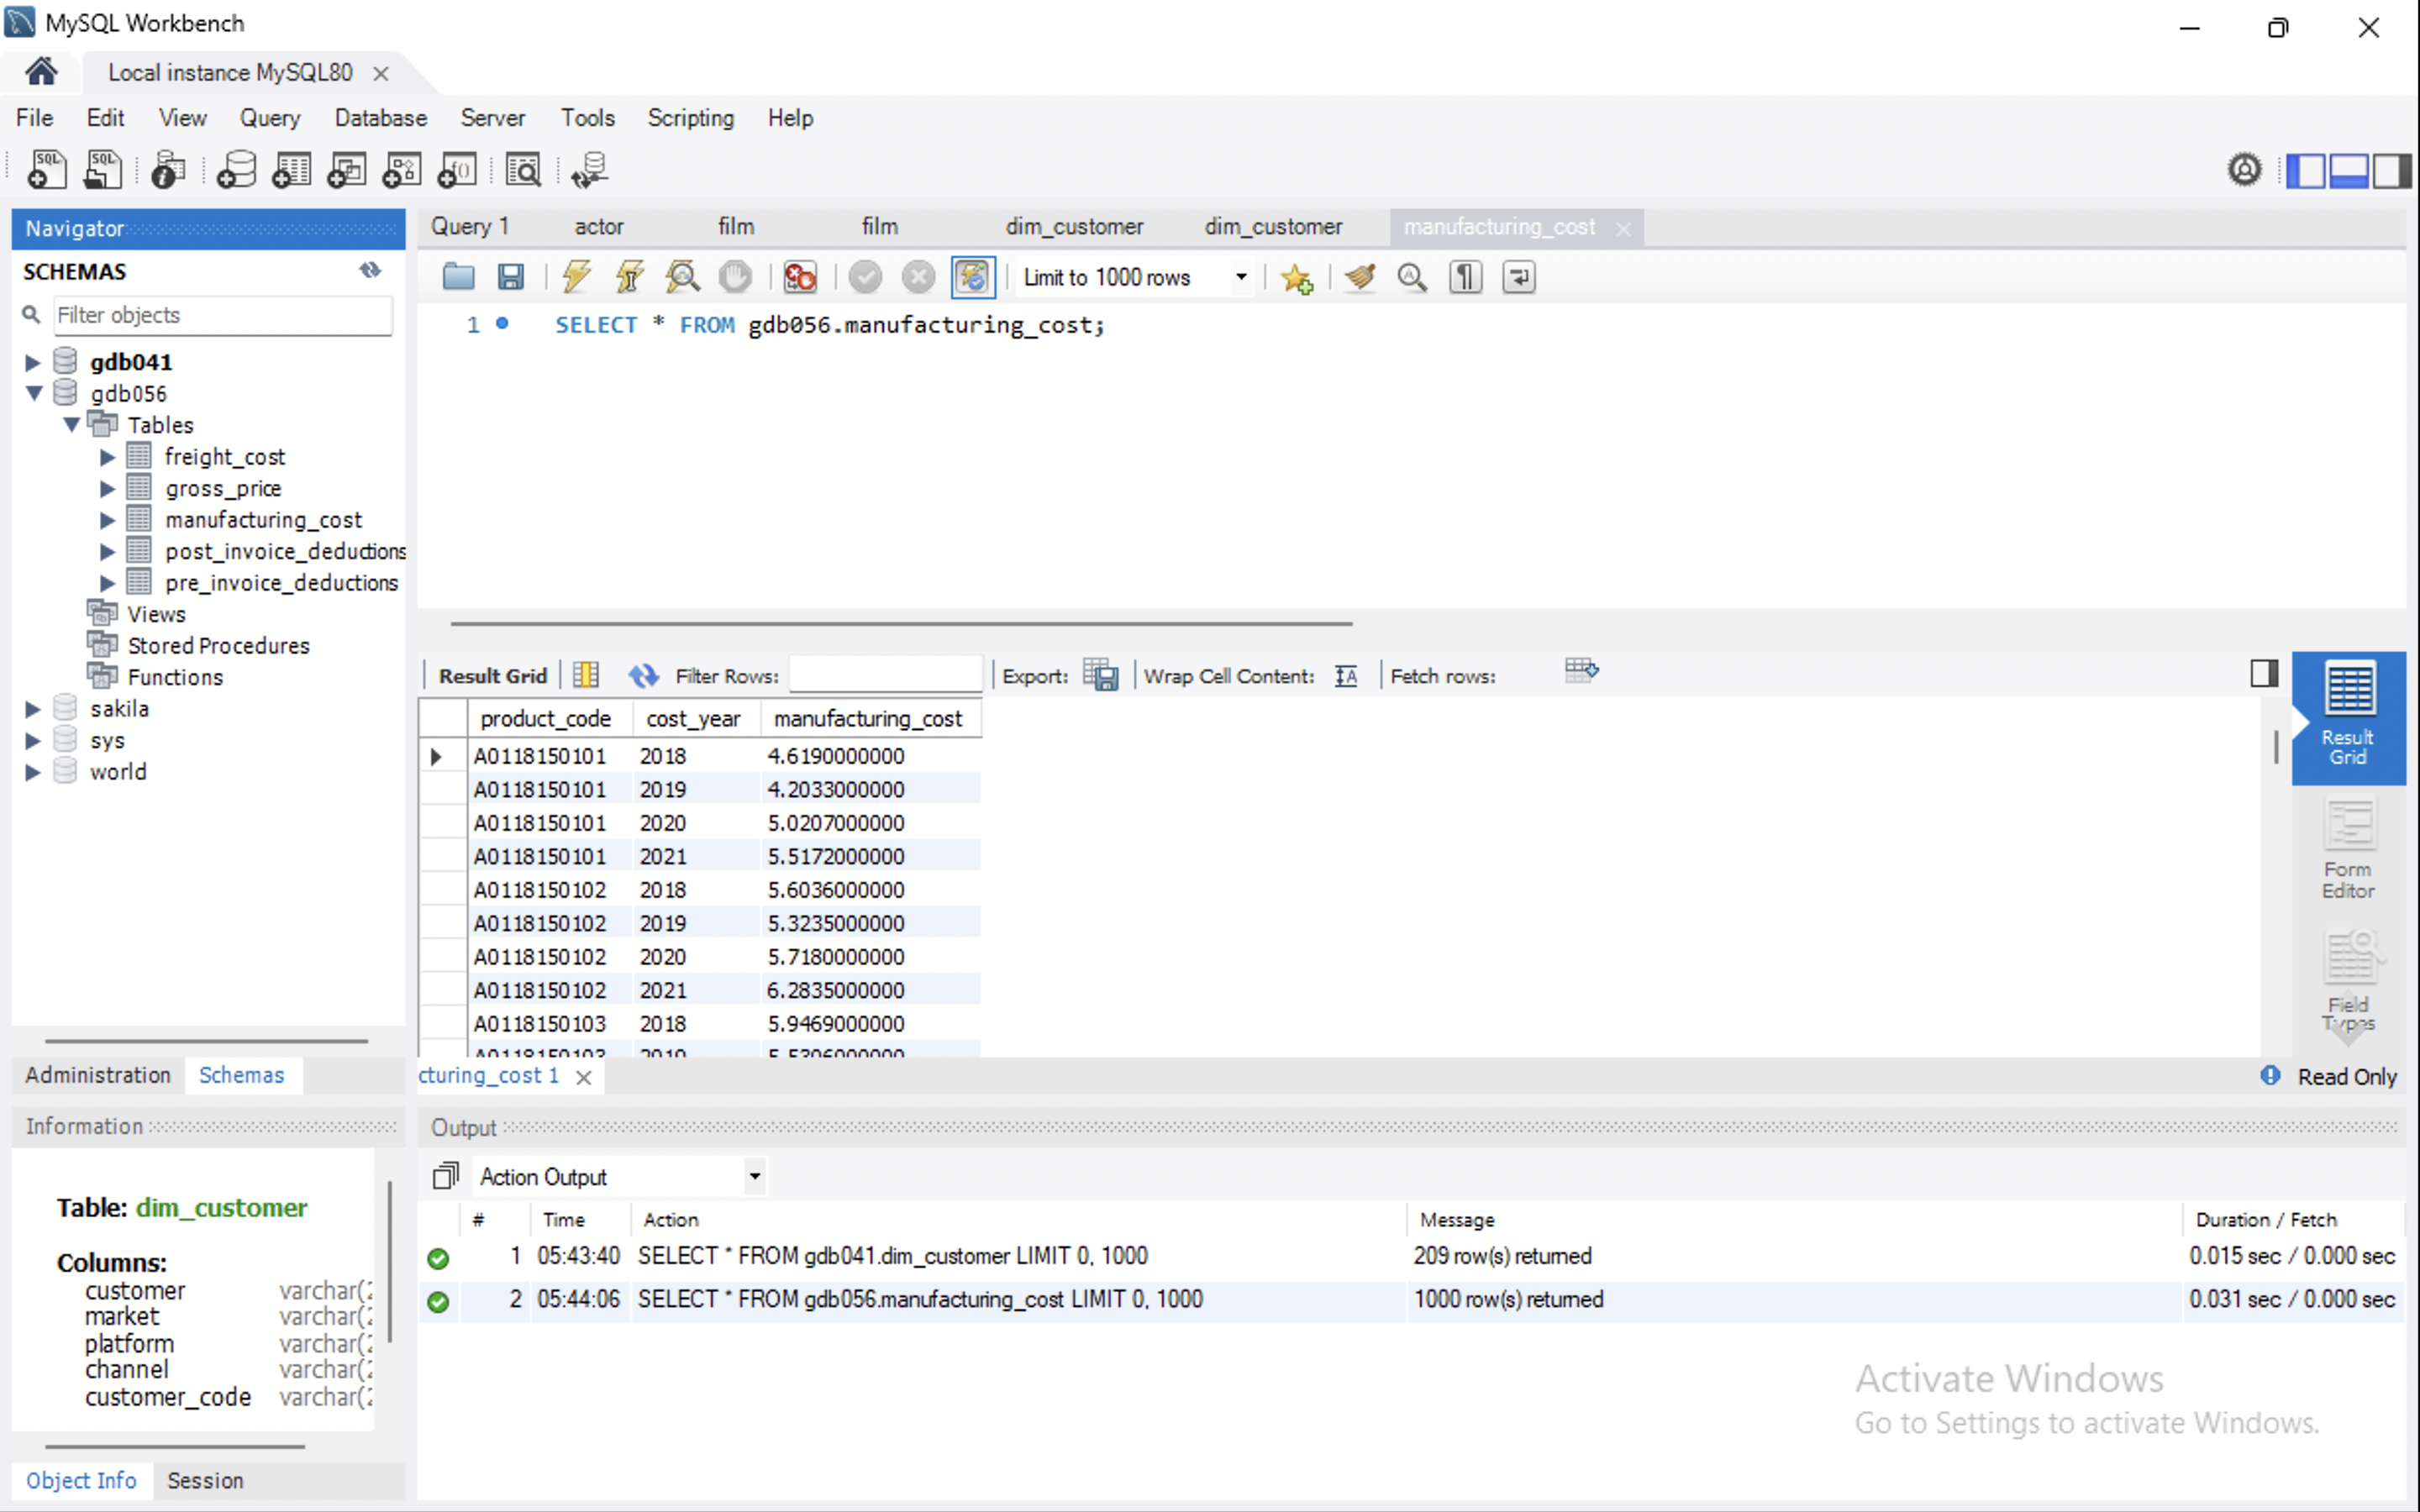 MySQL Workbench
Local instance MySQL80
File Edit View Query Database Server Tools Scripting Help
Navigator
SCHEMAS
Filter objects
gdb041
gdb056
Tables
freight_cost
gross_price
manufacturing_cost
post_invoice_deductions
pre_invoice_deductions
Views
Stored Procedures
Functions
sakila
sys
world
Administration Schemas
Query 1 actor film film dim_customer dim_customer manufacturing_cost
Limit to 1000 rows
1 SELECT * FROM gdb056.manufacturing_cost;
Result Grid Filter Rows: Export: Wrap Cell Content: Fetch rows:
product_code cost_year manufacturing_cost
A0118150101 2018 4.6190000000
A0118150101 2019 4.2033000000
A0118150101 2020 5.0207000000
A0118150101 2021 5.5172000000
A0118150102 2018 5.6036000000
A0118150102 2019 5.3235000000
A0118150102 2020 5.7180000000
A0118150102 2021 6.2835000000
A0118150103 2018 5.9469000000
A0118150103 2019 5.5306000000
Result
Grid
Form
Editor
Field
Types
cturing_cost 1
Read Only
Information
Table: dim_customer
Columns:
customer varchar(
market varchar(
platform varchar(
channel varchar(
customer_code varchar(
Object Info Session
Output
Action Output
# Time Action Message Duration / Fetch
1 05:43:40 SELECT * FROM gdb041.dim_customer LIMIT 0, 1000 209 row(s) returned 0.015 sec / 0.000 sec
2 05:44:06 SELECT * FROM gdb056.manufacturing_cost LIMIT 0, 1000 1000 row(s) returned 0.031 sec / 0.000 sec
Activate Windows
Go to Settings to activate Windows.